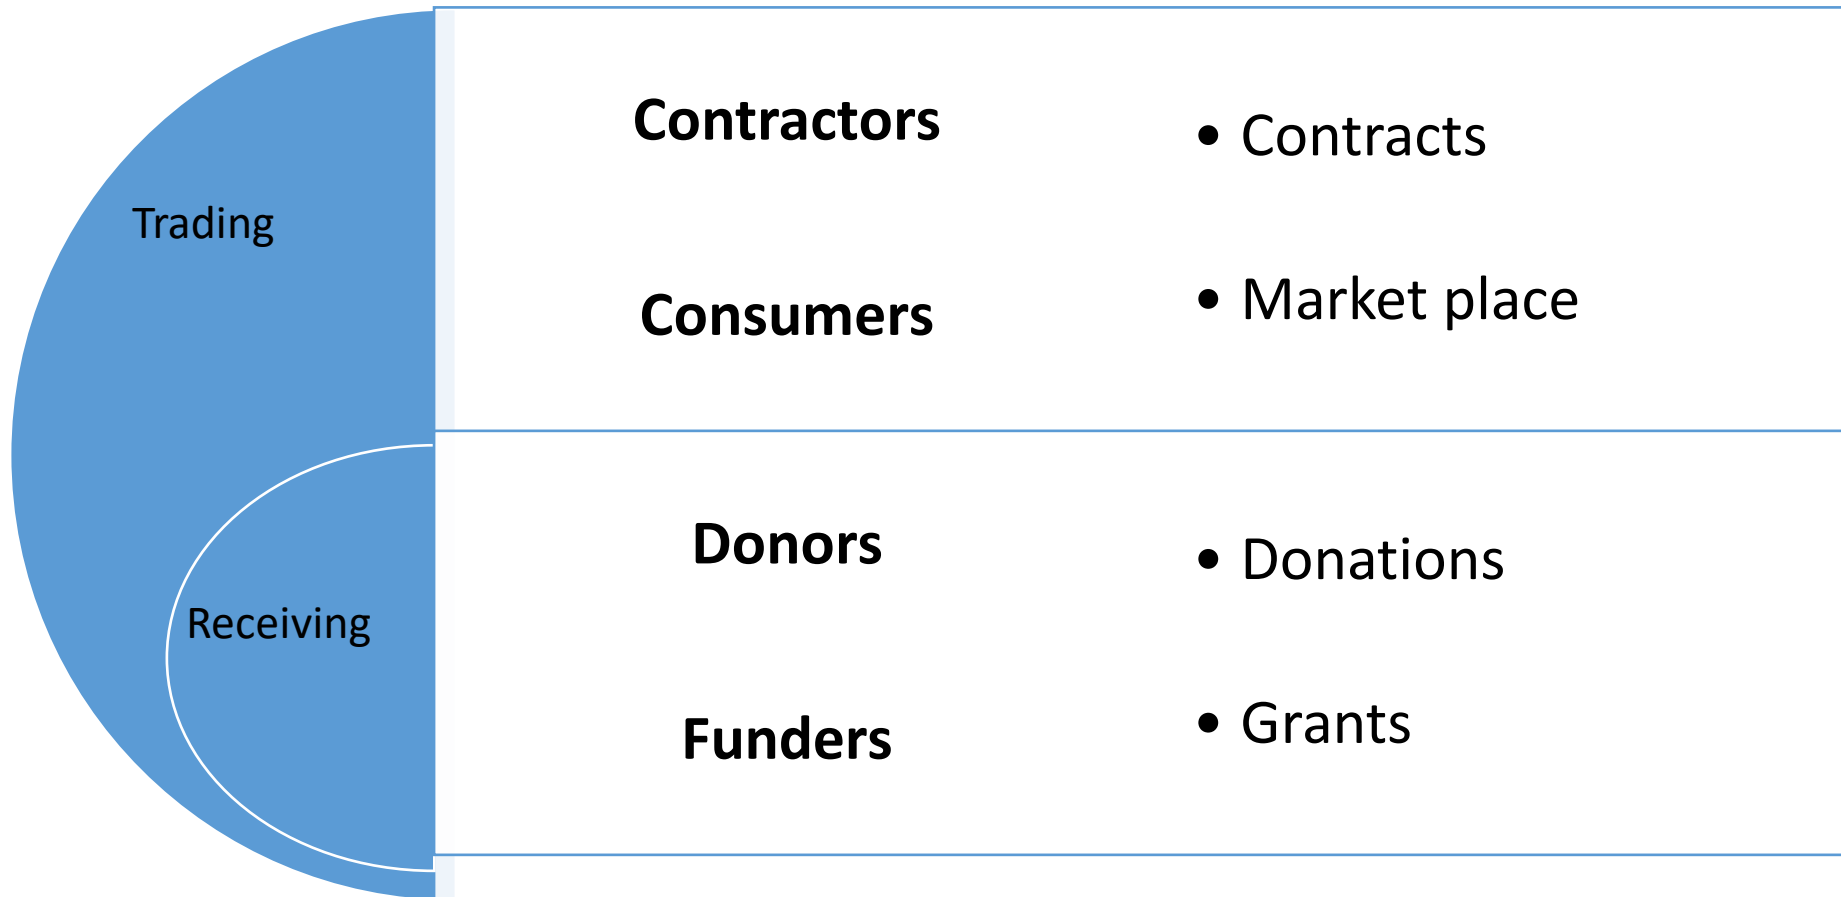 Trading
Contractors
Consumers
• Contracts
• Market place
Receiving
Donors
Funders
• Donations
• Grants